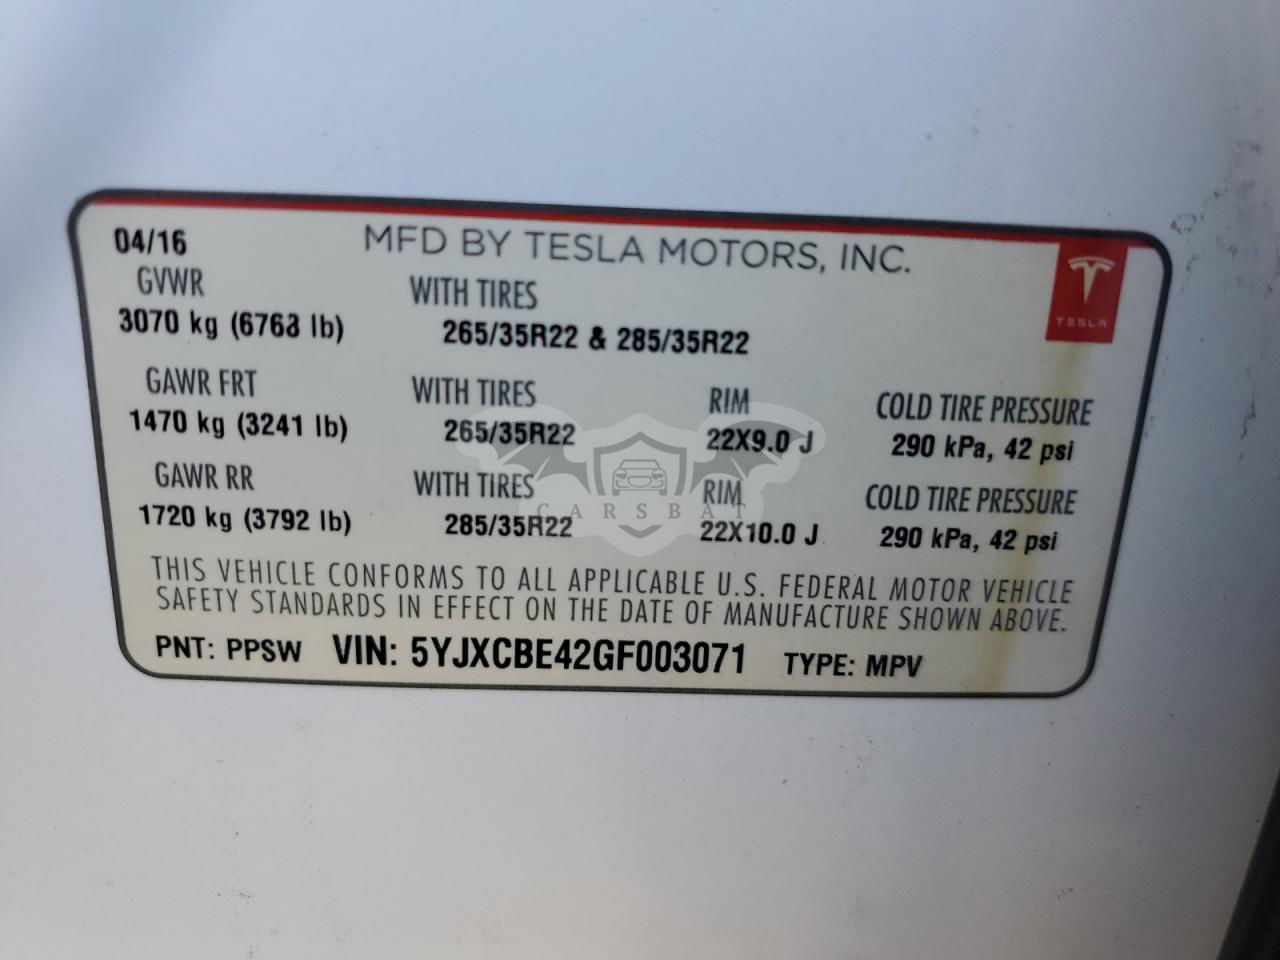 04/16 MFD BY TESLA MOTORS, INC.
GVWR WITH TIRES
TESLA
3070 kg (6768 lb) 265/35R22 & 285/35R22
GAWR FRT WITH TIRES RIM COLD TIRE PRESSURE
1470 kg (3241 lb) 265/35R22 22X9.0 J 290 kPa, 42 psi
GAWR RR WITH TIRES RIM COLD TIRE PRESSURE
CARSBAT
1720 kg (3792 lb) 285/35R22 22X10.0 J 290 kPa, 42 psi
THIS VEHICLE CONFORMS TO ALL APPLICABLE U.S. FEDERAL MOTOR VEHICLE
SAFETY STANDARDS IN EFFECT ON THE DATE OF MANUFACTURE SHOWN ABOVE.
PNT: PPSW VIN: 5YJXCBE42GF003071 TYPE: MPV